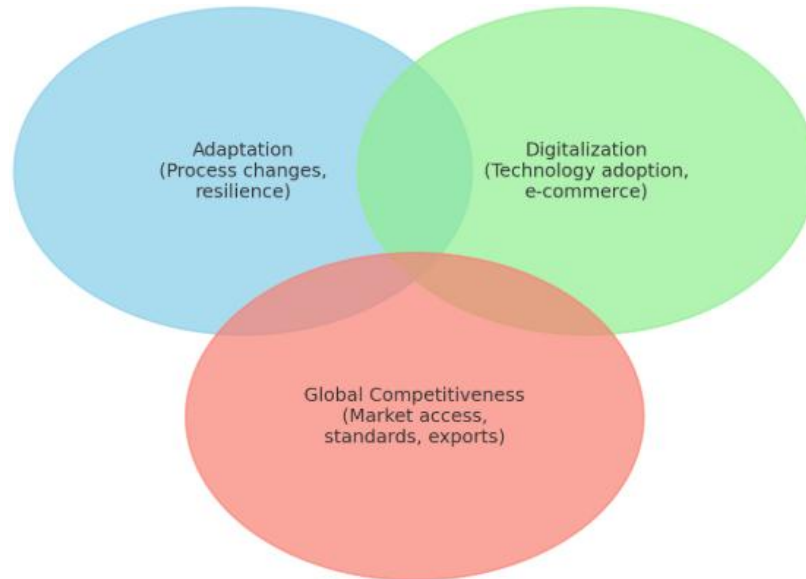 Adaptation
(Process changes,
resilience)
Digitalization
(Technology adoption,
e-commerce)
Global Competitiveness
(Market access,
standards, exports)